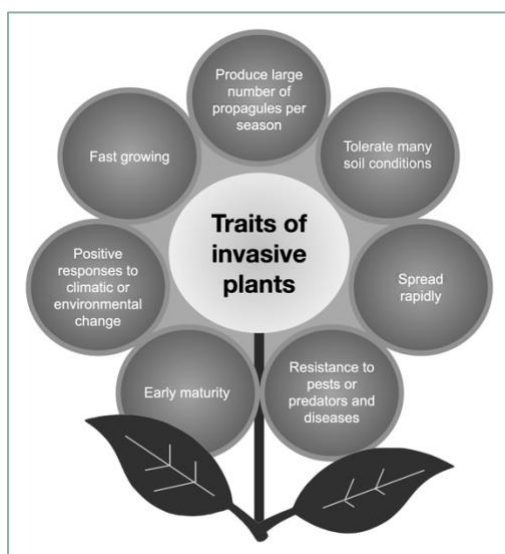 Produce large
number of
propagules per
season
Tolerate many
soil conditions
Spread
rapidly
Resistance to
pests or
predators and
diseases
Early maturity
Positive
responses to
climatic or
environmental
change
Fast growing
Traits of
invasive
plants